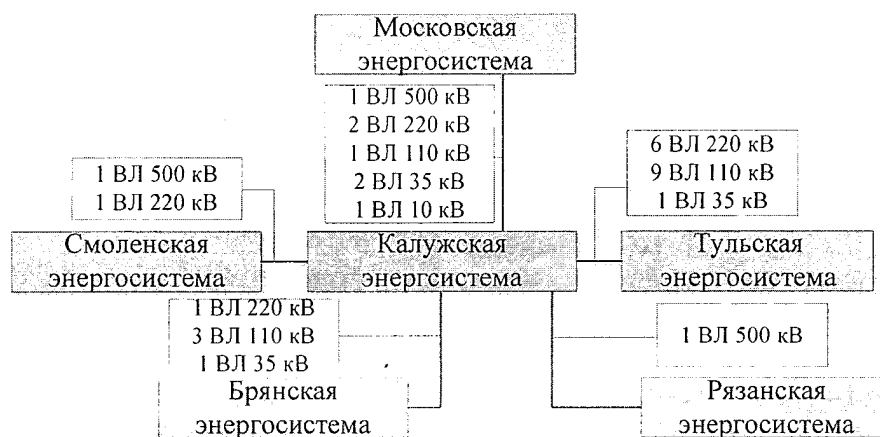 Московская
энергосистема
1 ВЛ 500 кВ
2 ВЛ 220 кВ
1 ВЛ 110 кВ
2 ВЛ 35 кВ
1 ВЛ 10 кВ
6 ВЛ 220 кВ
9 ВЛ 110 кВ
1 ВЛ 35 кВ
1 ВЛ 500 кВ
1 ВЛ 220 кВ
Смоленская
энергосистема
Калужская
энергсистема
Тульская
энергосистема
1 ВЛ 220 кВ
3 ВЛ 110 кВ
1 ВЛ 35 кВ
1 ВЛ 500 кВ
Брянская
энергосистема
Рязанская
энергосистема